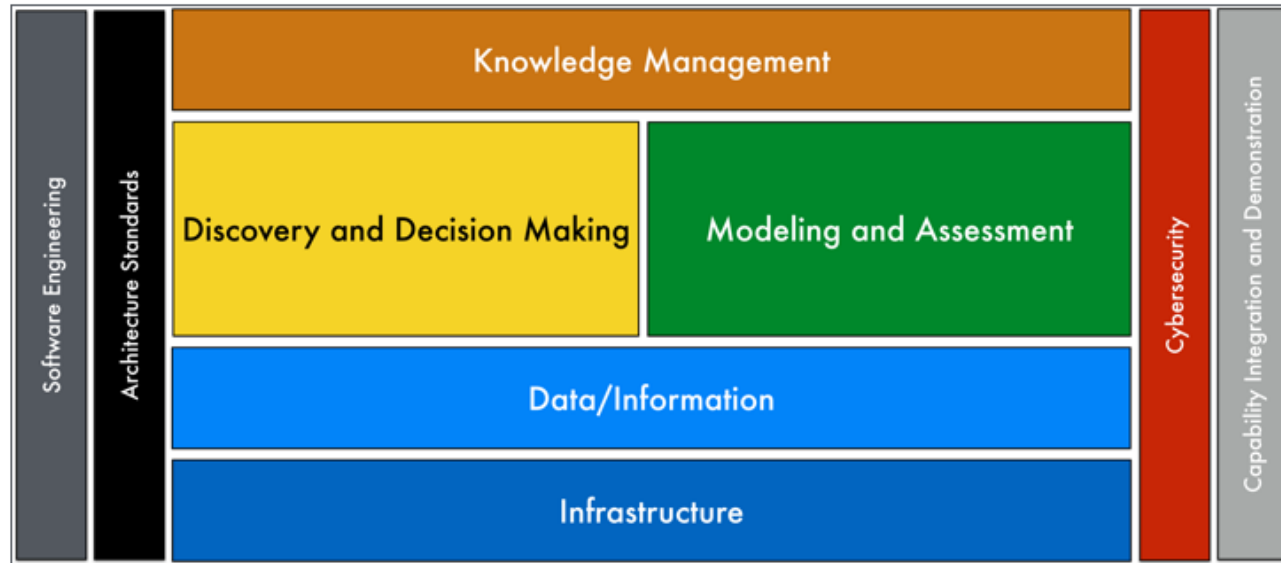 Software Engineering
Architecture Standards
Knowledge Management
Discovery and Decision Making
Modeling and Assessment
Data/Information
Infrastructure
Cybersecurity
Capability Integration and Demonstration